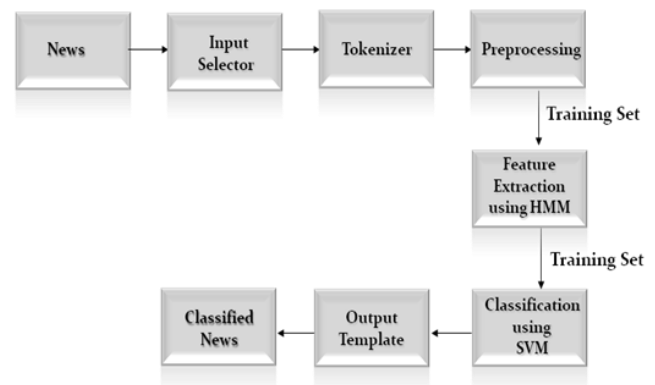 News
Input
Selector
Tokenizer
Preprocessing
Training Set
Feature
Extraction
using HMM
Training Set
Classification
using
SVM
Output
Template
Classified
News